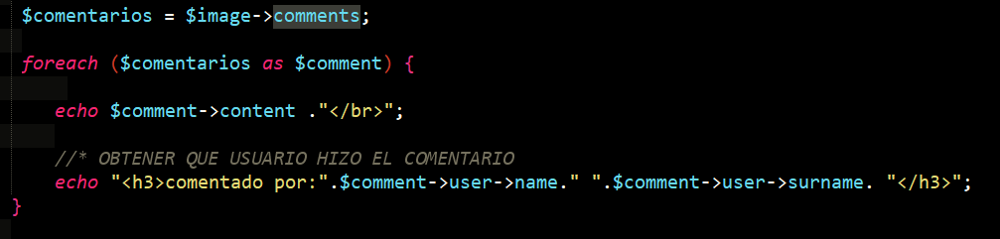 $comentarios = $image->comments;
foreach ($comentarios as $comment) {
echo $comment->content ."</br>";
//* OBTENER QUE USUARIO HIZO EL COMENTARIO
echo "<h3>comentado por:".$comment->user->name." ".$comment->user->surname. "</h3>";
}